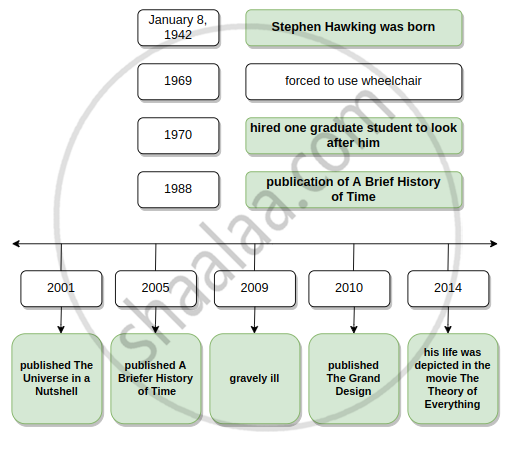 January 8,
1942
Stephen Hawking was born
1969
forced to use wheelchair
1970
hired one graduate student to look
after him
1988
publication of A Brief History
of Time
2001
2005
2009
2010
2014
published The
Universe in a
Nutshell
published A
Briefer History
of Time
gravely ill
published
The Grand
Design
his life was
depicted in the
movie The
Theory of
Everything
shaalaa.com